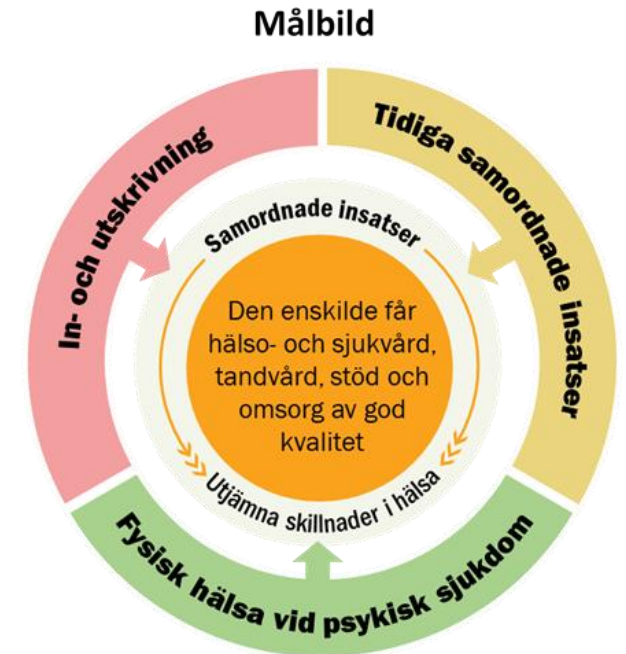 Målbild
In- och utskrivning
Tidiga samordnade insatser
Samordnade insatser
Den enskilde får
hälso- och sjukvård,
tandvård, stöd och
omsorg av god
kvalitet
Utjämna skillnader i hälsa
Fysisk hälsa vid psykisk sjukdom